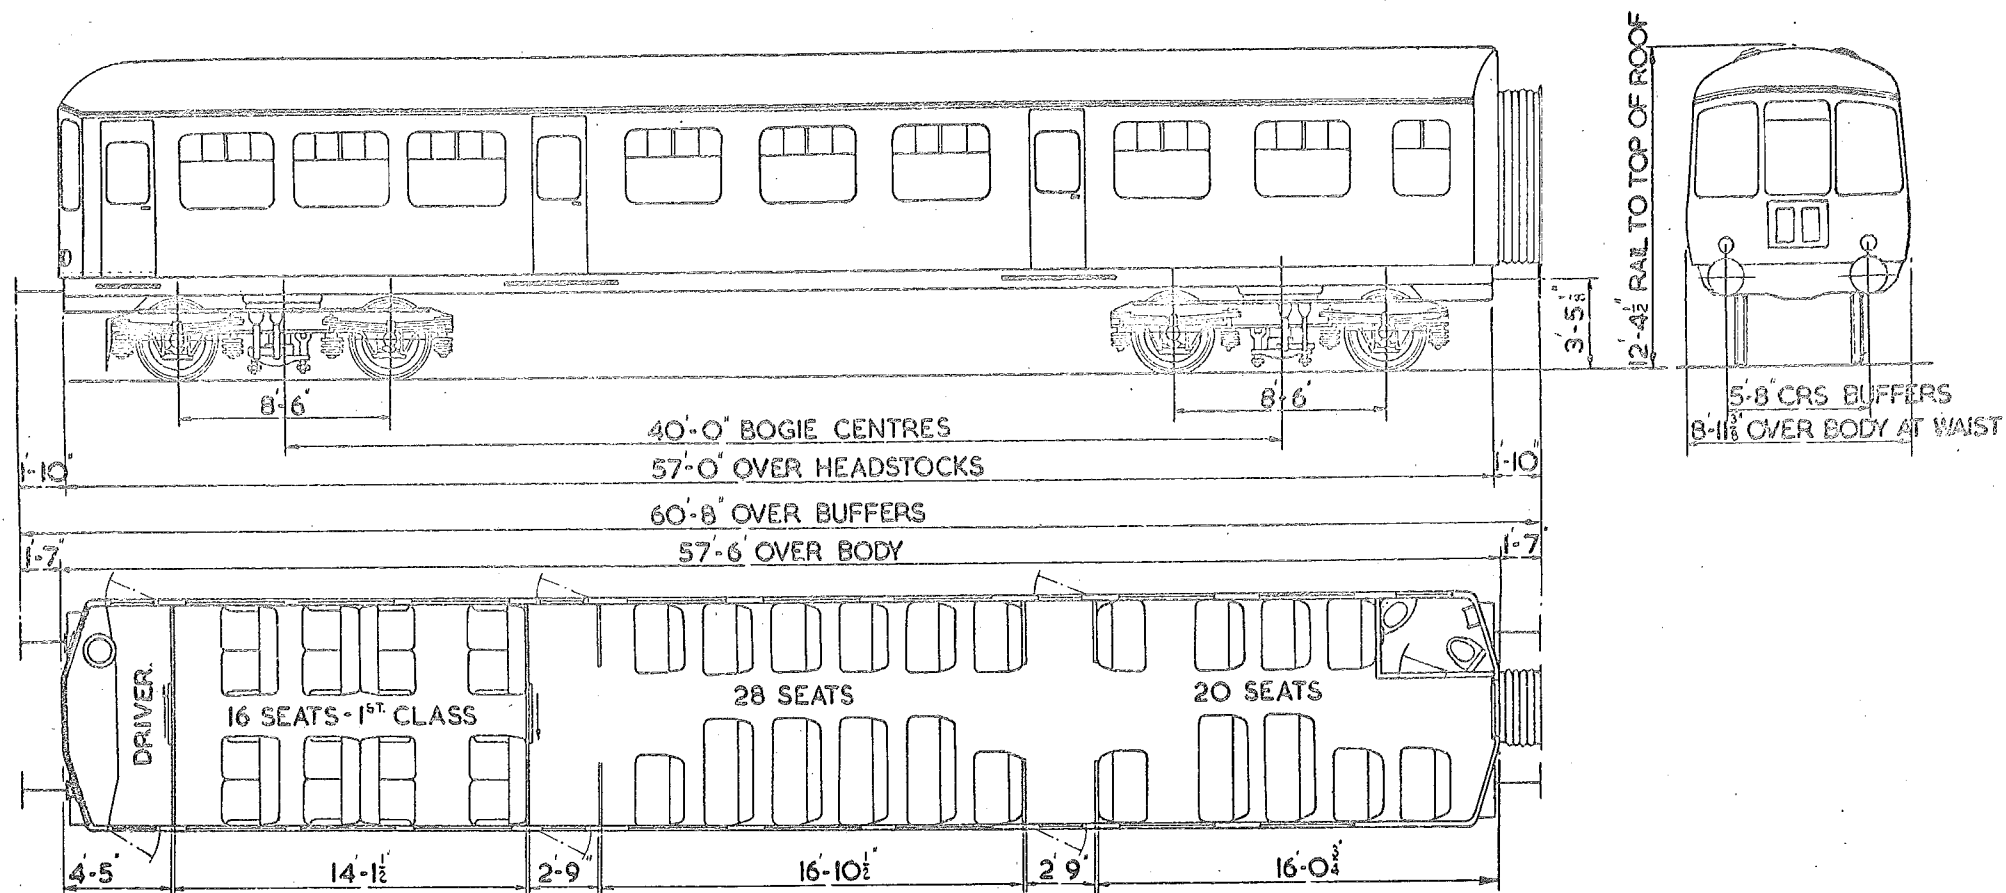 12'-4½" RAIL TO TOP OF ROOF
3'-5⅛"
8'-6"
8'-6"
5'-8" CRS BUFFERS
40'-0" BOGIE CENTRES
8'-11⅜" OVER BODY AT WAIST
1'-10"
57'-0" OVER HEADSTOCKS
1'-10"
60'-8" OVER BUFFERS
1'-7"
57'-6" OVER BODY
1'-7"
DRIVER.
16 SEATS-1ST. CLASS
28 SEATS
20 SEATS
4'-5"
14'-1½"
2'-9"
16'-10½"
2'9"
16'-0¾"